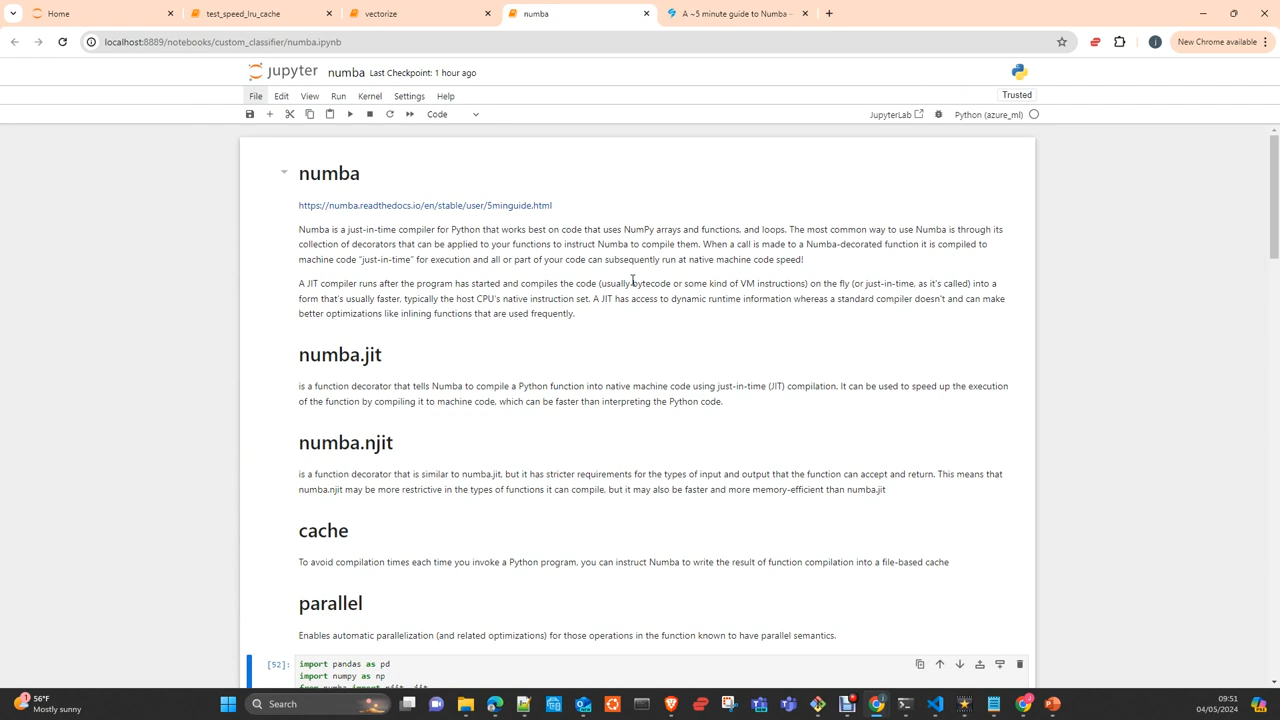 Home
test_speed_lru_cache
vectorize
numba
A ~5 minute guide to Numba
localhost:8889/notebooks/custom_classifier/numba.ipynb
New Chrome available
jupyter numba Last Checkpoint: 1 hour ago
File Edit View Run Kernel Settings Help
Trusted
Code
JupyterLab
Python (azure_ml)
numba
https://numba.readthedocs.io/en/stable/user/5minguide.html
Numba is a just-in-time compiler for Python that works best on code that uses NumPy arrays and functions, and loops. The most common way to use Numba is through its
collection of decorators that can be applied to your functions to instruct Numba to compile them. When a call is made to a Numba-decorated function it is compiled to
machine code "just-in-time" for execution and all or part of your code can subsequently run at native machine code speed!
A JIT compiler runs after the program has started and compiles the code (usually bytecode or some kind of VM instructions) on the fly (or just-in-time, as it's called) into a
form that's usually faster, typically the host CPU's native instruction set. A JIT has access to dynamic runtime information whereas a standard compiler doesn't and can make
better optimizations like inlining functions that are used frequently.
numba.jit
is a function decorator that tells Numba to compile a Python function into native machine code using just-in-time (JIT) compilation. It can be used to speed up the execution
of the function by compiling it to machine code, which can be faster than interpreting the Python code.
numba.njit
is a function decorator that is similar to numba.jit, but it has stricter requirements for the types of input and output that the function can accept and return. This means that
numba.njit may be more restrictive in the types of functions it can compile, but it may also be faster and more memory-efficient than numba.jit
cache
To avoid compilation times each time you invoke a Python program, you can instruct Numba to write the result of function compilation into a file-based cache
parallel
Enables automatic parallelization (and related optimizations) for those operations in the function known to have parallel semantics.
[52]: import pandas as pd
import numpy as np
from numba import njit, jit
56°F
Mostly sunny
Search
09:51
04/05/2024